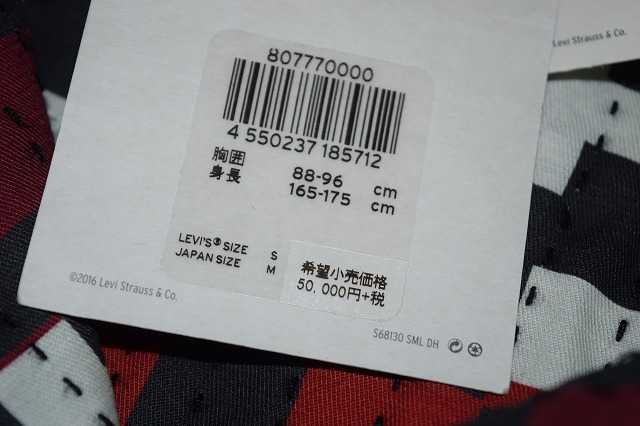 Levi Strauss & Co.
807770000
4 550237 185712
胸囲 88-96 cm
身長 165-175 cm
LEVI'S® SIZE S
JAPAN SIZE M
希望小売価格
50,000円+税
©2016 Levi Strauss & Co.
S68130 SML DH